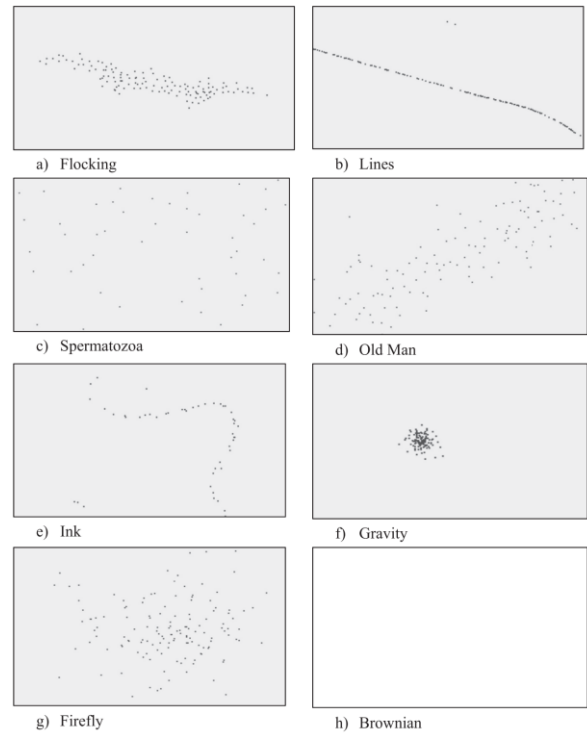 a) Flocking
b) Lines
c) Spermatozoa
d) Old Man
e) Ink
f) Gravity
g) Firefly
h) Brownian